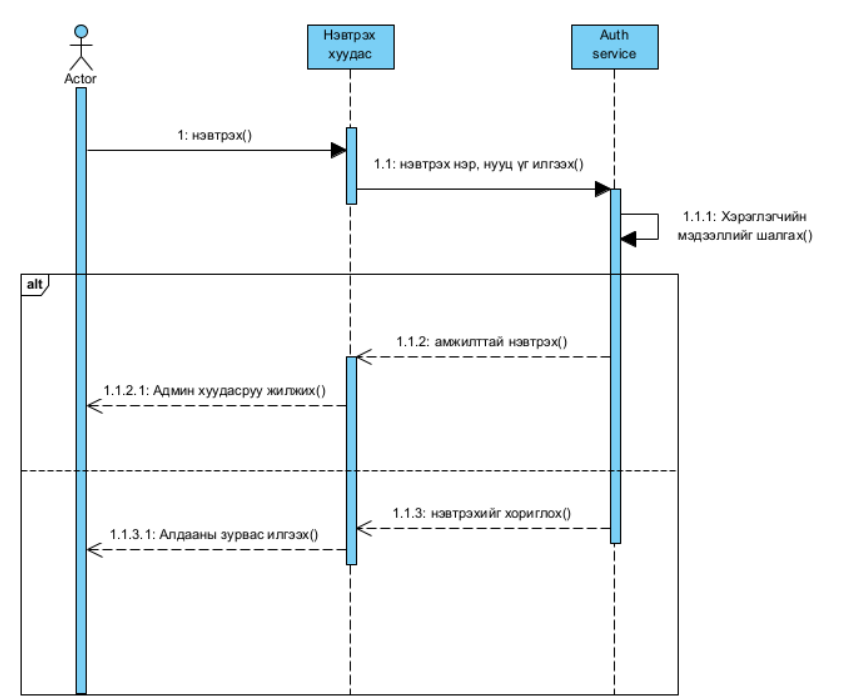 Нэвтрэх
хуудас
Auth
service
Actor
1: нэвтрэх()
1.1: нэвтрэх нэр, нууц үг илгээх()
1.1.1: Хэрэглэгчийн
мэдээллийг шалгах()
alt
1.1.2: амжилттай нэвтрэх()
1.1.2.1: Админ хуудасруу жилжих()
1.1.3: нэвтрэхийг хориглох()
1.1.3.1: Алдааны зурвас илгээх()